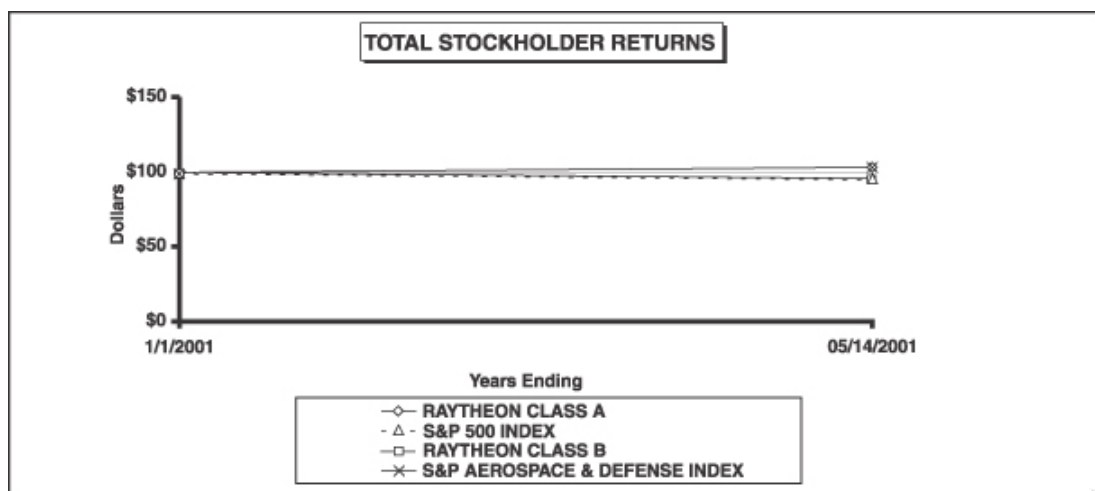 TOTAL STOCKHOLDER RETURNS
$150
$100
$50
$0
Dollars
1/1/2001
05/14/2001
Years Ending
RAYTHEON CLASS A
S&P 500 INDEX
RAYTHEON CLASS B
S&P AEROSPACE & DEFENSE INDEX